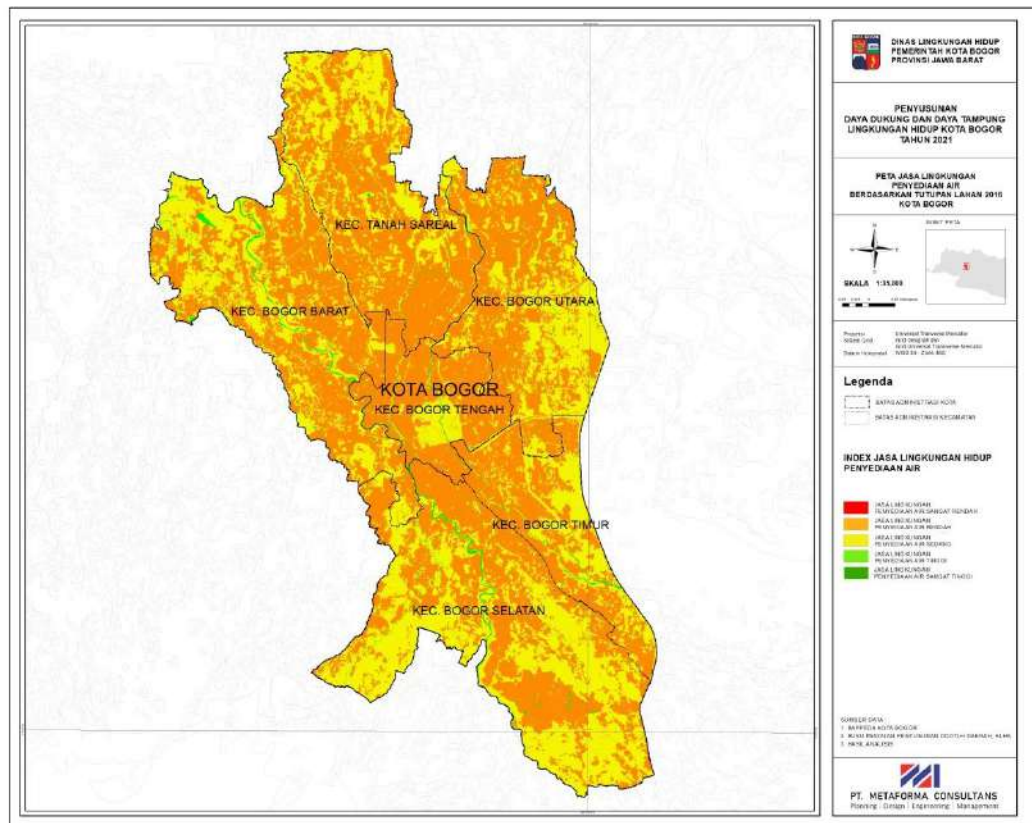 DINAS LINGKUNGAN HIDUP
PEMERINTAH KOTA BOGOR
PROVINSI JAWA BARAT
PENYUSUNAN
DAYA DUKUNG DAN DAYA TAMPUNG
LINGKUNGAN HIDUP KOTA BOGOR
TAHUN 2021
PETA JASA LINGKUNGAN
PENYEDIAAN AIR
BERDASARKAN TUTUPAN LAHAN 2016
KOTA BOGOR
SKALA 1:35,000
Legenda
BATAS ADMINISTRASI KOTA
BATAS ADMINISTRASI KECAMATAN
INDEX JASA LINGKUNGAN HIDUP
PENYEDIAAN AIR
JASA LINGKUNGAN
PENYEDIAAN AIR SANGAT RENDAH
JASA LINGKUNGAN
PENYEDIAAN AIR RENDAH
JASA LINGKUNGAN
PENYEDIAAN AIR SEDANG
JASA LINGKUNGAN
PENYEDIAAN AIR TINGGI
JASA LINGKUNGAN
PENYEDIAAN AIR SANGAT TINGGI
SUMBER DATA
1. BAPPEDA KOTA BOGOR
3. HASIL ANALISIS
PT. METAFORMA CONSULTANS
Planning | Design | Engineering | Management
KEC. TANAH SAREAL
KEC. BOGOR UTARA
KEC. BOGOR BARAT
KOTA BOGOR
KEC. BOGOR TENGAH
KEC. BOGOR TIMUR
KEC. BOGOR SELATAN